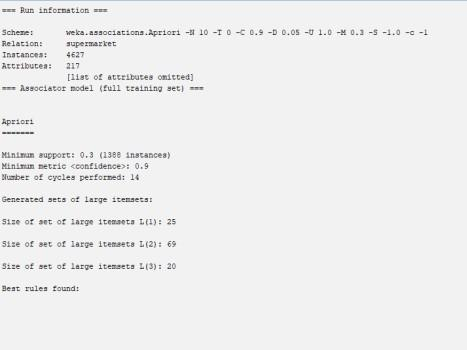 === Run information ===
Scheme: weka.associations.Apriori -N 10 -T 0 -C 0.9 -D 0.05 -U 1.0 -M 0.3 -S -1.0 -c -1
Relation: supermarket
Instances: 4627
Attributes: 217
[list of attributes omitted]
=== Associator model (full training set) ===
Apriori
=======
Minimum support: 0.3 (1388 instances)
Minimum metric <confidence>: 0.9
Number of cycles performed: 14
Generated sets of large itemsets:
Size of set of large itemsets L(1): 25
Size of set of large itemsets L(2): 69
Size of set of large itemsets L(3): 20
Best rules found: